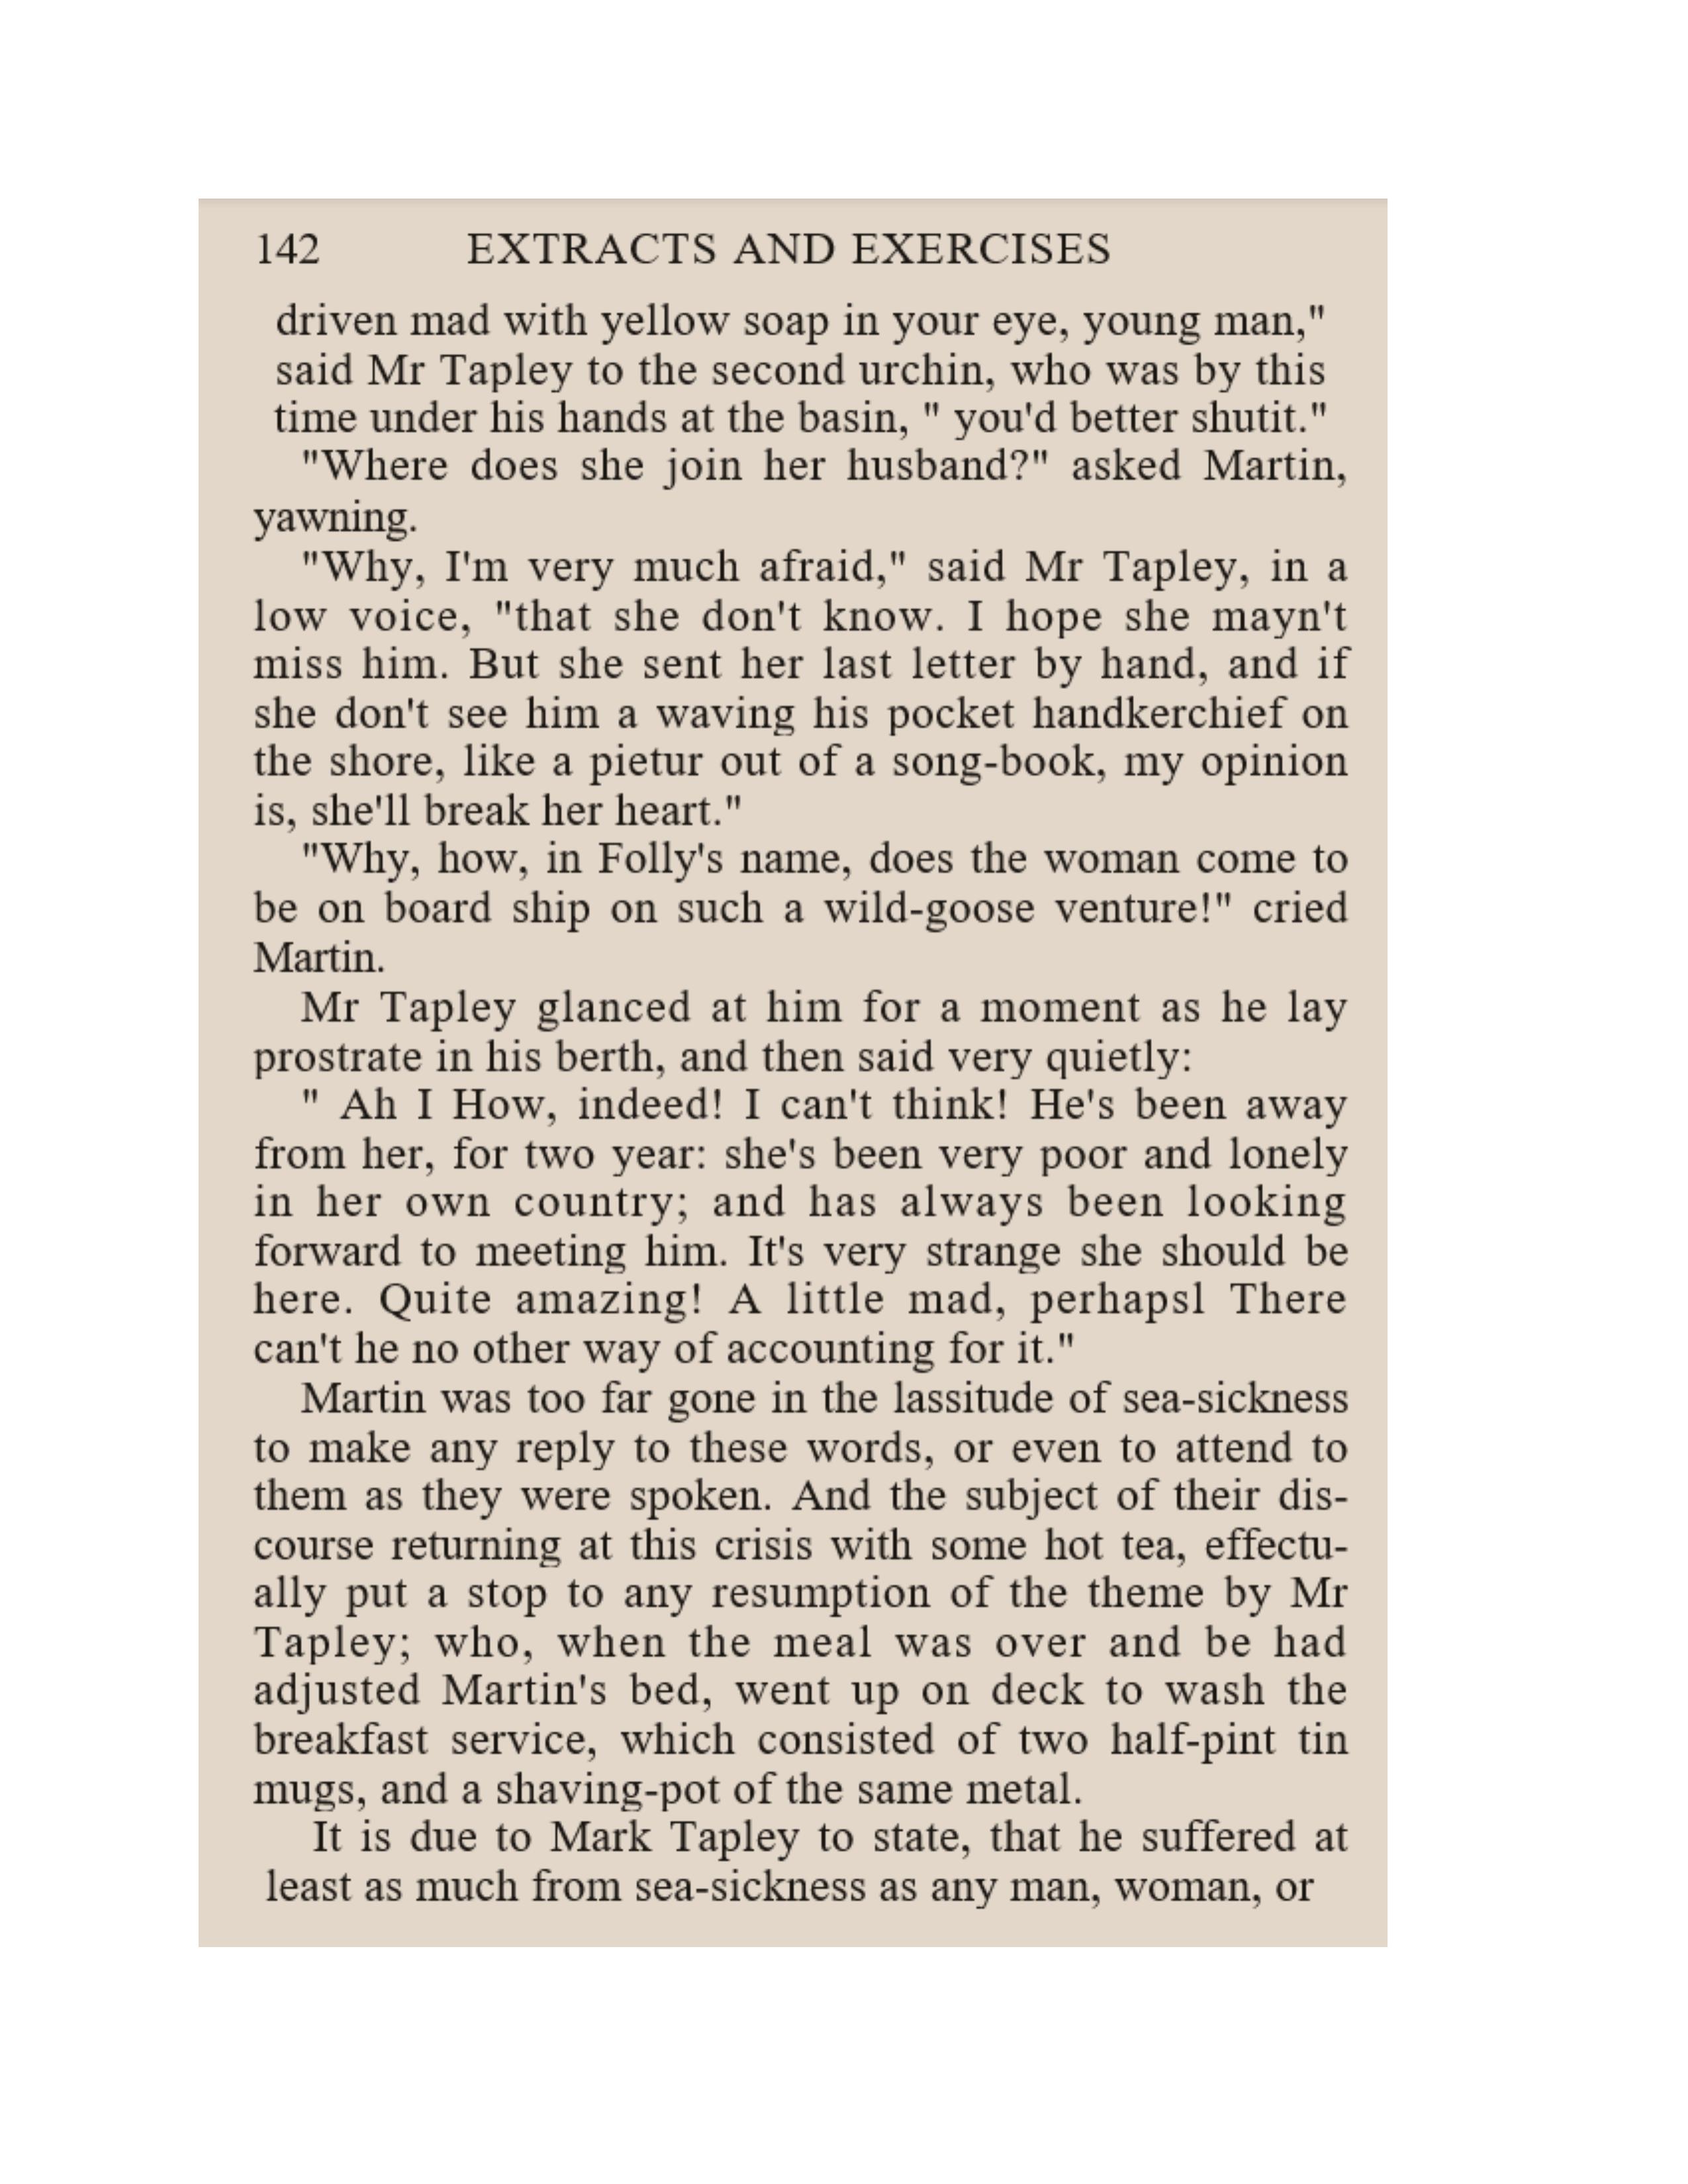 142 EXTRACTS AND EXERCISES
driven mad with yellow soap in your eye, young man,"
said Mr Tapley to the second urchin, who was by this
time under his hands at the basin, " you'd better shutit."
"Where does she join her husband?" asked Martin,
yawning.
"Why, I'm very much afraid," said Mr Tapley, in a
low voice, "that she don't know. I hope she mayn't
miss him. But she sent her last letter by hand, and if
she don't see him a waving his pocket handkerchief on
the shore, like a pietur out of a song-book, my opinion
is, she'll break her heart."
"Why, how, in Folly's name, does the woman come to
be on board ship on such a wild-goose venture!" cried
Martin.
Mr Tapley glanced at him for a moment as he lay
prostrate in his berth, and then said very quietly:
" Ah I How, indeed! I can't think! He's been away
from her, for two year: she's been very poor and lonely
in her own country; and has always been looking
forward to meeting him. It's very strange she should be
here. Quite amazing! A little mad, perhapsl There
can't he no other way of accounting for it."
Martin was too far gone in the lassitude of sea-sickness
to make any reply to these words, or even to attend to
them as they were spoken. And the subject of their dis-
course returning at this crisis with some hot tea, effectu-
ally put a stop to any resumption of the theme by Mr
Tapley; who, when the meal was over and be had
adjusted Martin's bed, went up on deck to wash the
breakfast service, which consisted of two half-pint tin
mugs, and a shaving-pot of the same metal.
It is due to Mark Tapley to state, that he suffered at
least as much from sea-sickness as any man, woman, or